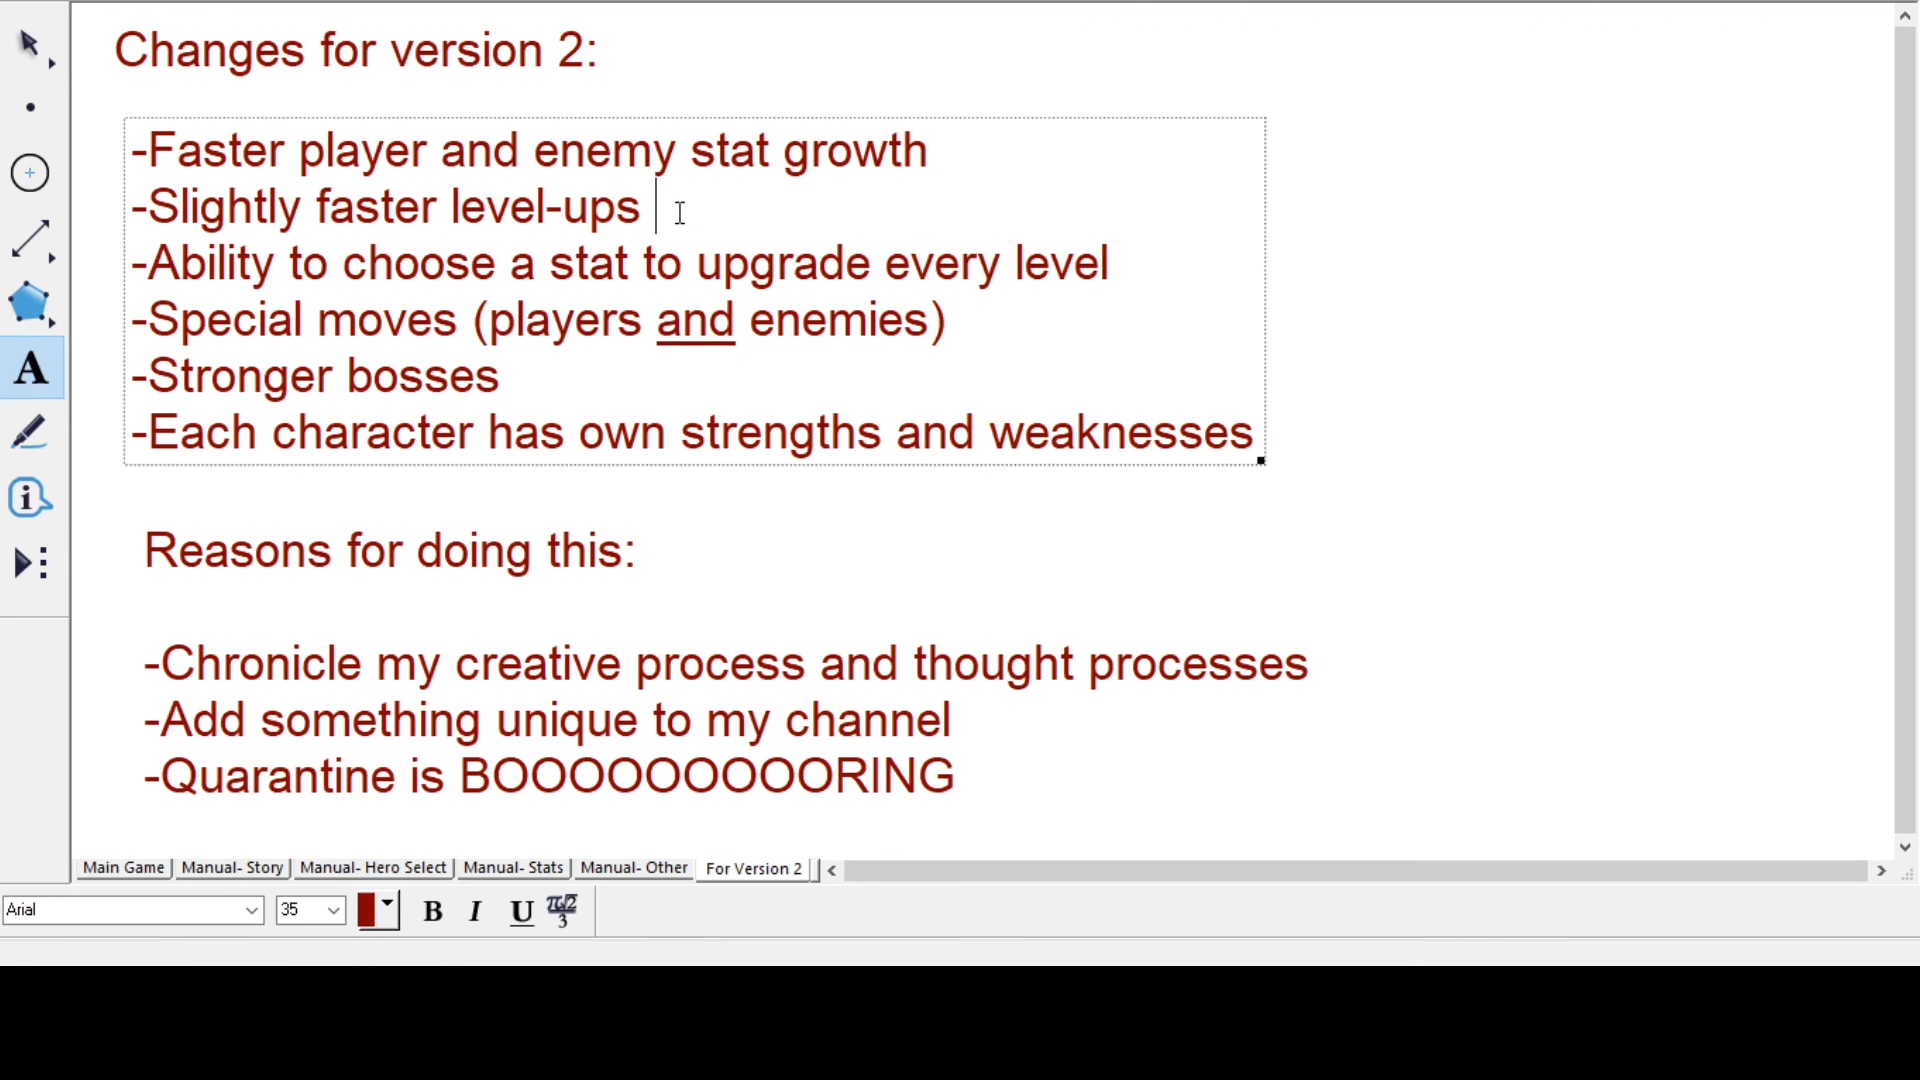 Changes for version 2:
-Faster player and enemy stat growth
-Slightly faster level-ups
-Ability to choose a stat to upgrade every level
-Special moves (players and enemies)
-Stronger bosses
-Each character has own strengths and weaknesses
Reasons for doing this:
-Chronicle my creative process and thought processes
-Add something unique to my channel
-Quarantine is BOOOOOOOOORING
Main Game Manual- Story Manual- Hero Select Manual- Stats Manual- Other For Version 2
Arial 35 B I U π√2/3